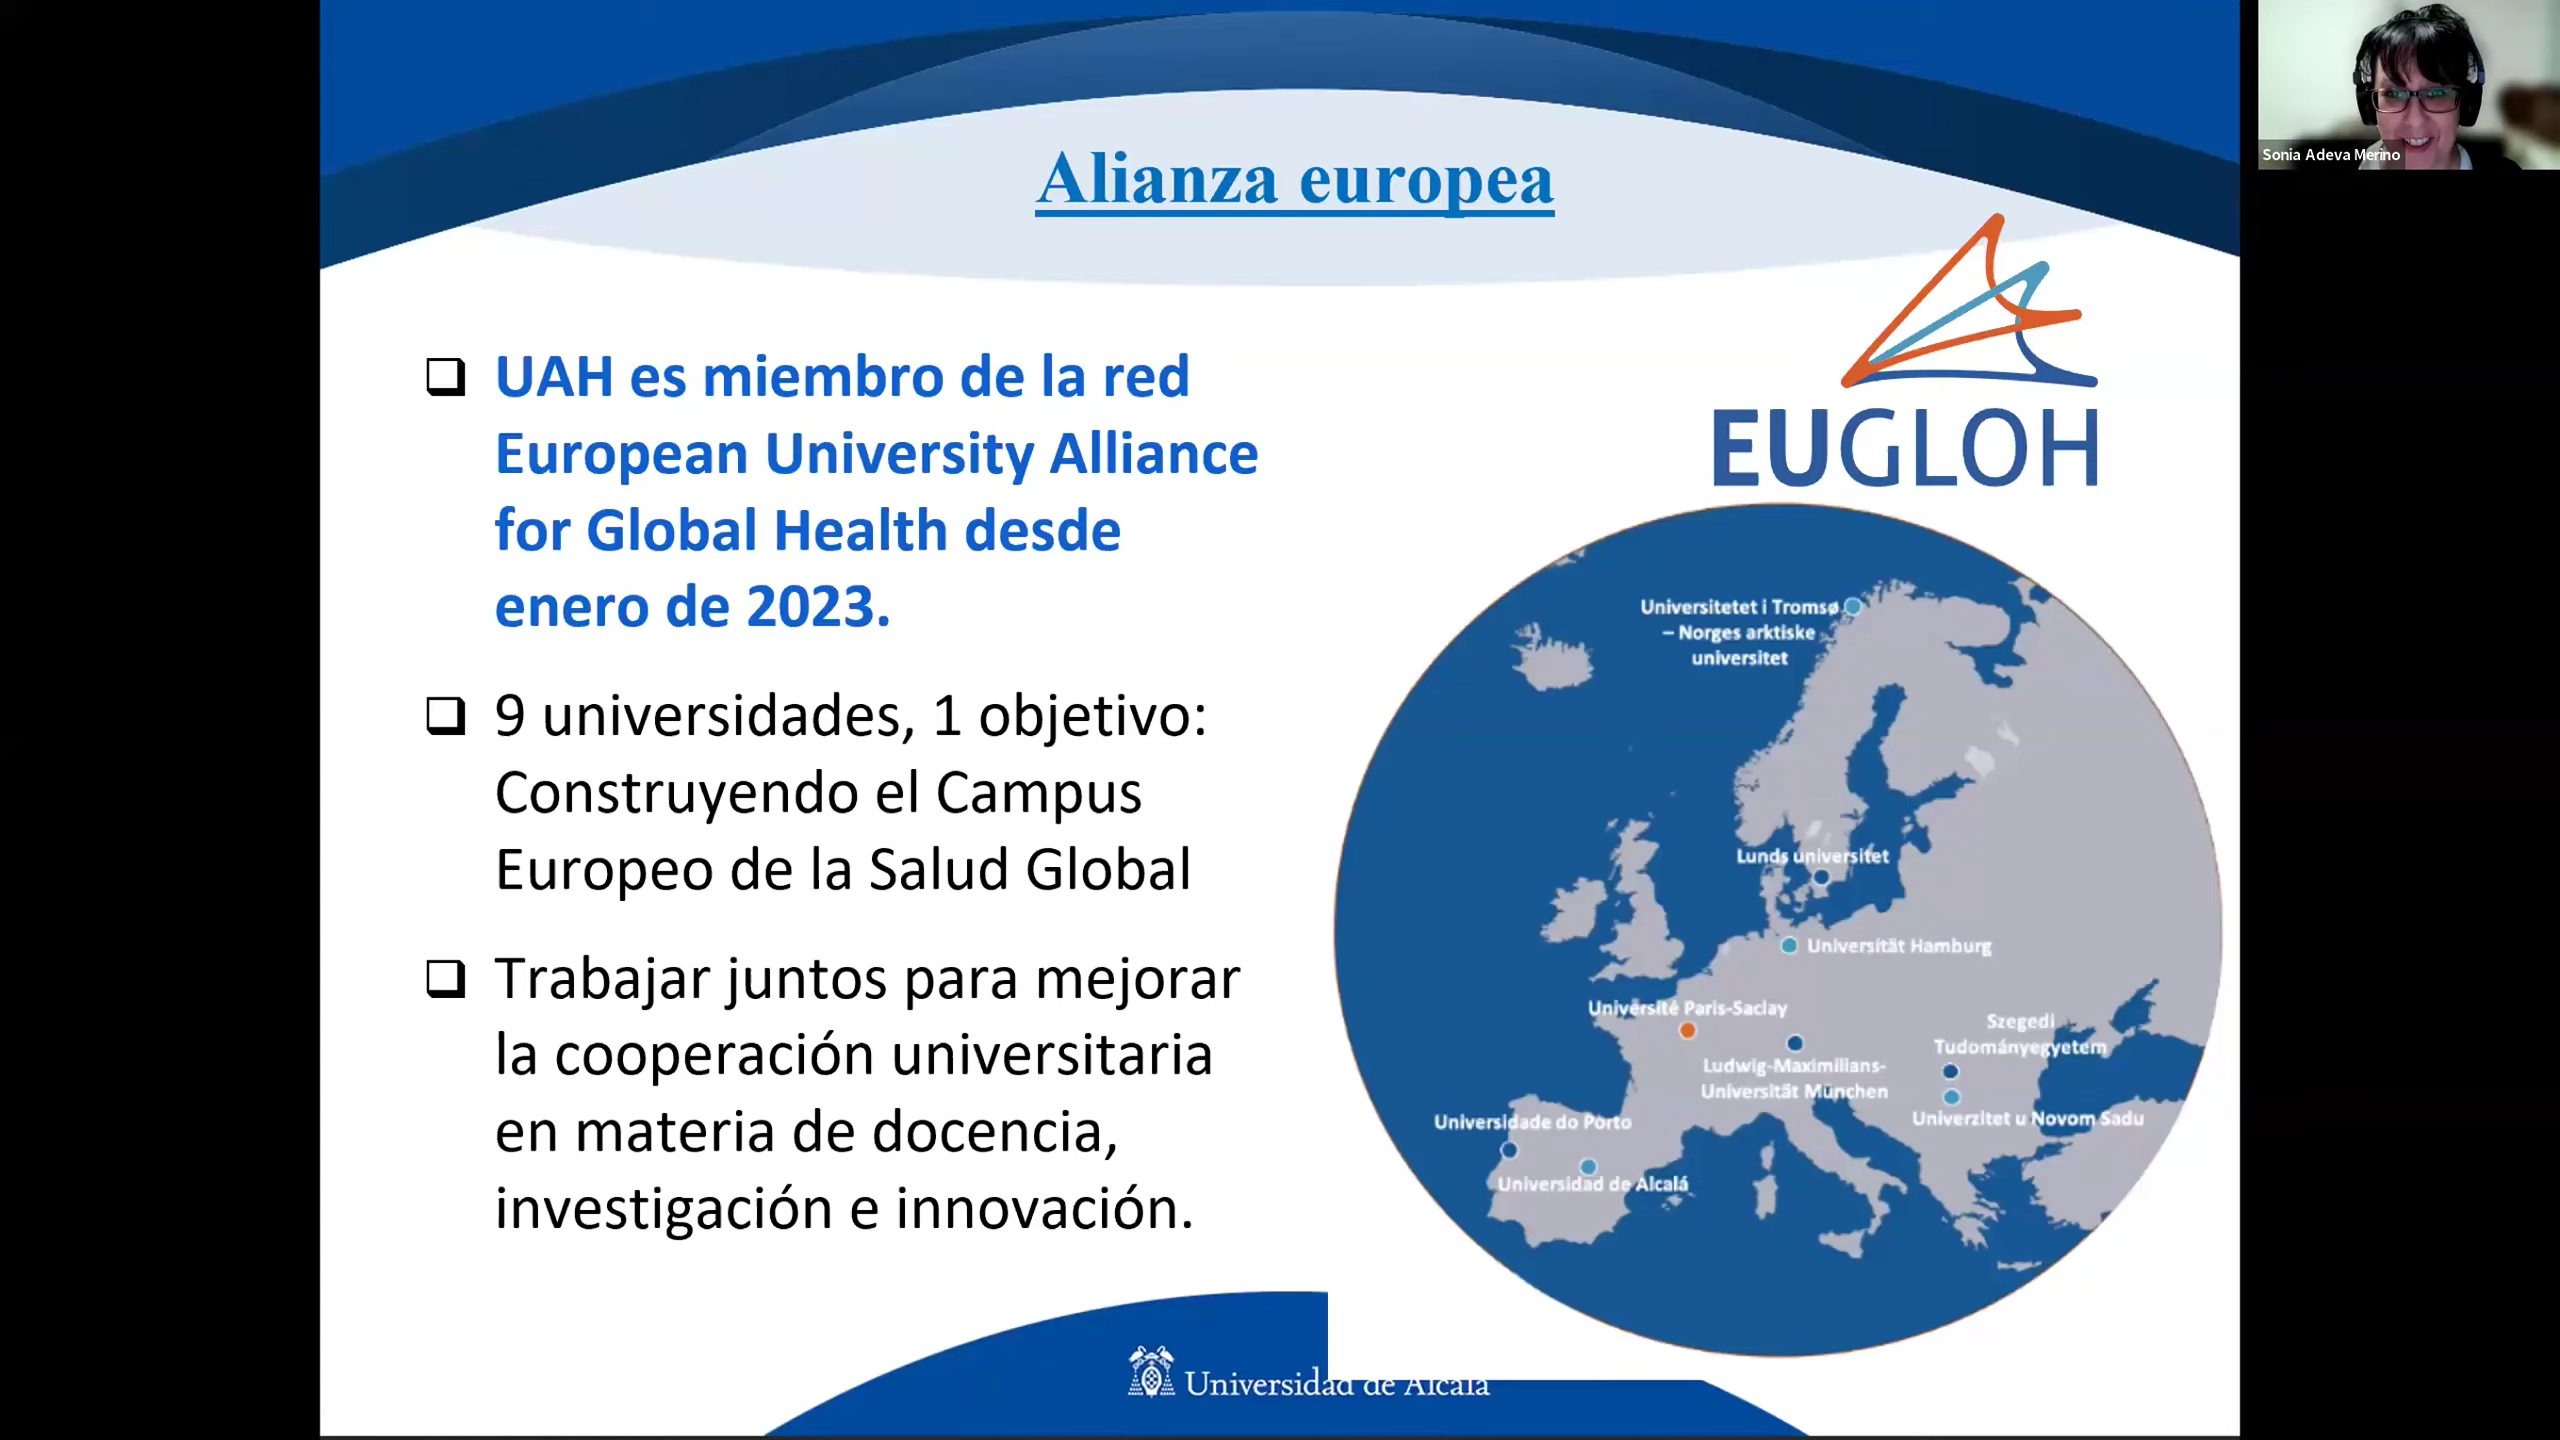 Alianza europea
Sonia Adeva Merino
EUGLOH
UAH es miembro de la red
European University Alliance
for Global Health desde
enero de 2023.
9 universidades, 1 objetivo:
Construyendo el Campus
Europeo de la Salud Global
Trabajar juntos para mejorar
la cooperación universitaria
en materia de docencia,
investigación e innovación.
Universitetet i Tromsø
– Norges arktiske
universitet
Lunds universitet
Universität Hamburg
Université Paris-Saclay
Ludwig-Maximilians-
Universität München
Szegedi
Tudományegyetem
Univerzitet u Novom Sadu
Universidade do Porto
Universidad de Alcalá
Universidad de Alcalá